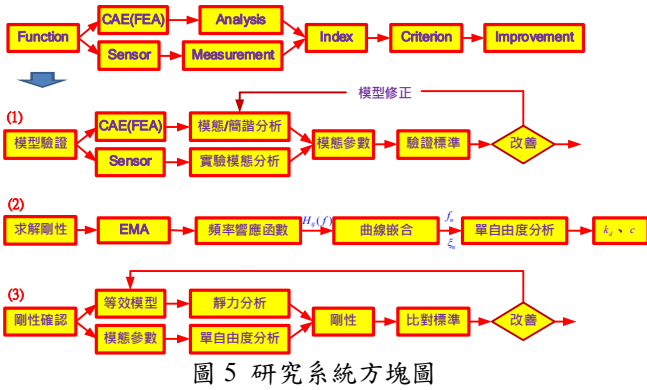 Function
CAE(FEA)
Analysis
Sensor
Measurement
Index
Criterion
Improvement
(1)
模型修正
模型驗證
CAE(FEA)
模態/簡諧分析
Sensor
實驗模態分析
模態參數
驗證標準
改善
(2)
求解剛性
EMA
頻率響應函數
H_ij(f)
曲線嵌合
f_n
ξ_n
單自由度分析
k_d、c
(3)
剛性確認
等效模型
靜力分析
模態參數
單自由度分析
剛性
比對標準
改善
圖 5 研究系統方塊圖